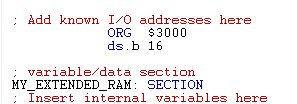 ; Add known I/O addresses here
ORG $3000
ds.b 16
; variable/data section
MY_EXTENDED_RAM: SECTION
; Insert internal variables here